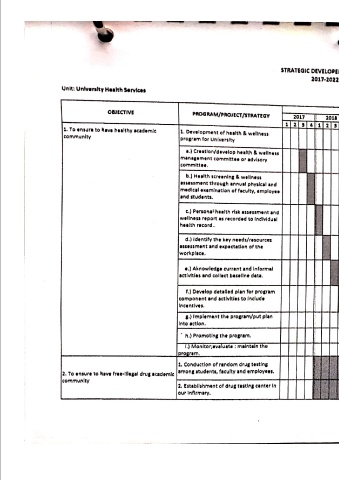 STRATEGIC DEVELOPE
2017-2022
Unit: University Health Services
OBJECTIVE
PROGRAM/PROJECT/STRATEGY
2017
2018
1 2 3 4 1 2 3
1. To ensure to have healthy academic
community
1. Development of health & wellness
program for University
a.) Creation/develop health & wellness
management committee or advisory
committee.
b.) Health screening & wellness
assessment through annual physical and
medical examination of faculty, employee
and students.
c.) Personal health risk assessment and
wellness report as recorded to individual
health record.
d.) Identify the key needs/resources
assessment and expectation of the
workplace.
e.) Aknowledge current and informal
activities and collect baseline data.
f.) Develop detailed plan for program
component and activities to include
incentives.
g.) Implement the program/put plan
into action.
h.) Promoting the program.
i.) Monitor;evaluate : maintain the
program.
2. To ensure to have free-illegal drug academic
community
1. Conduction of random drug testing
among students, faculty and employees.
2. Establishment of drug testing center in
our infirmary.